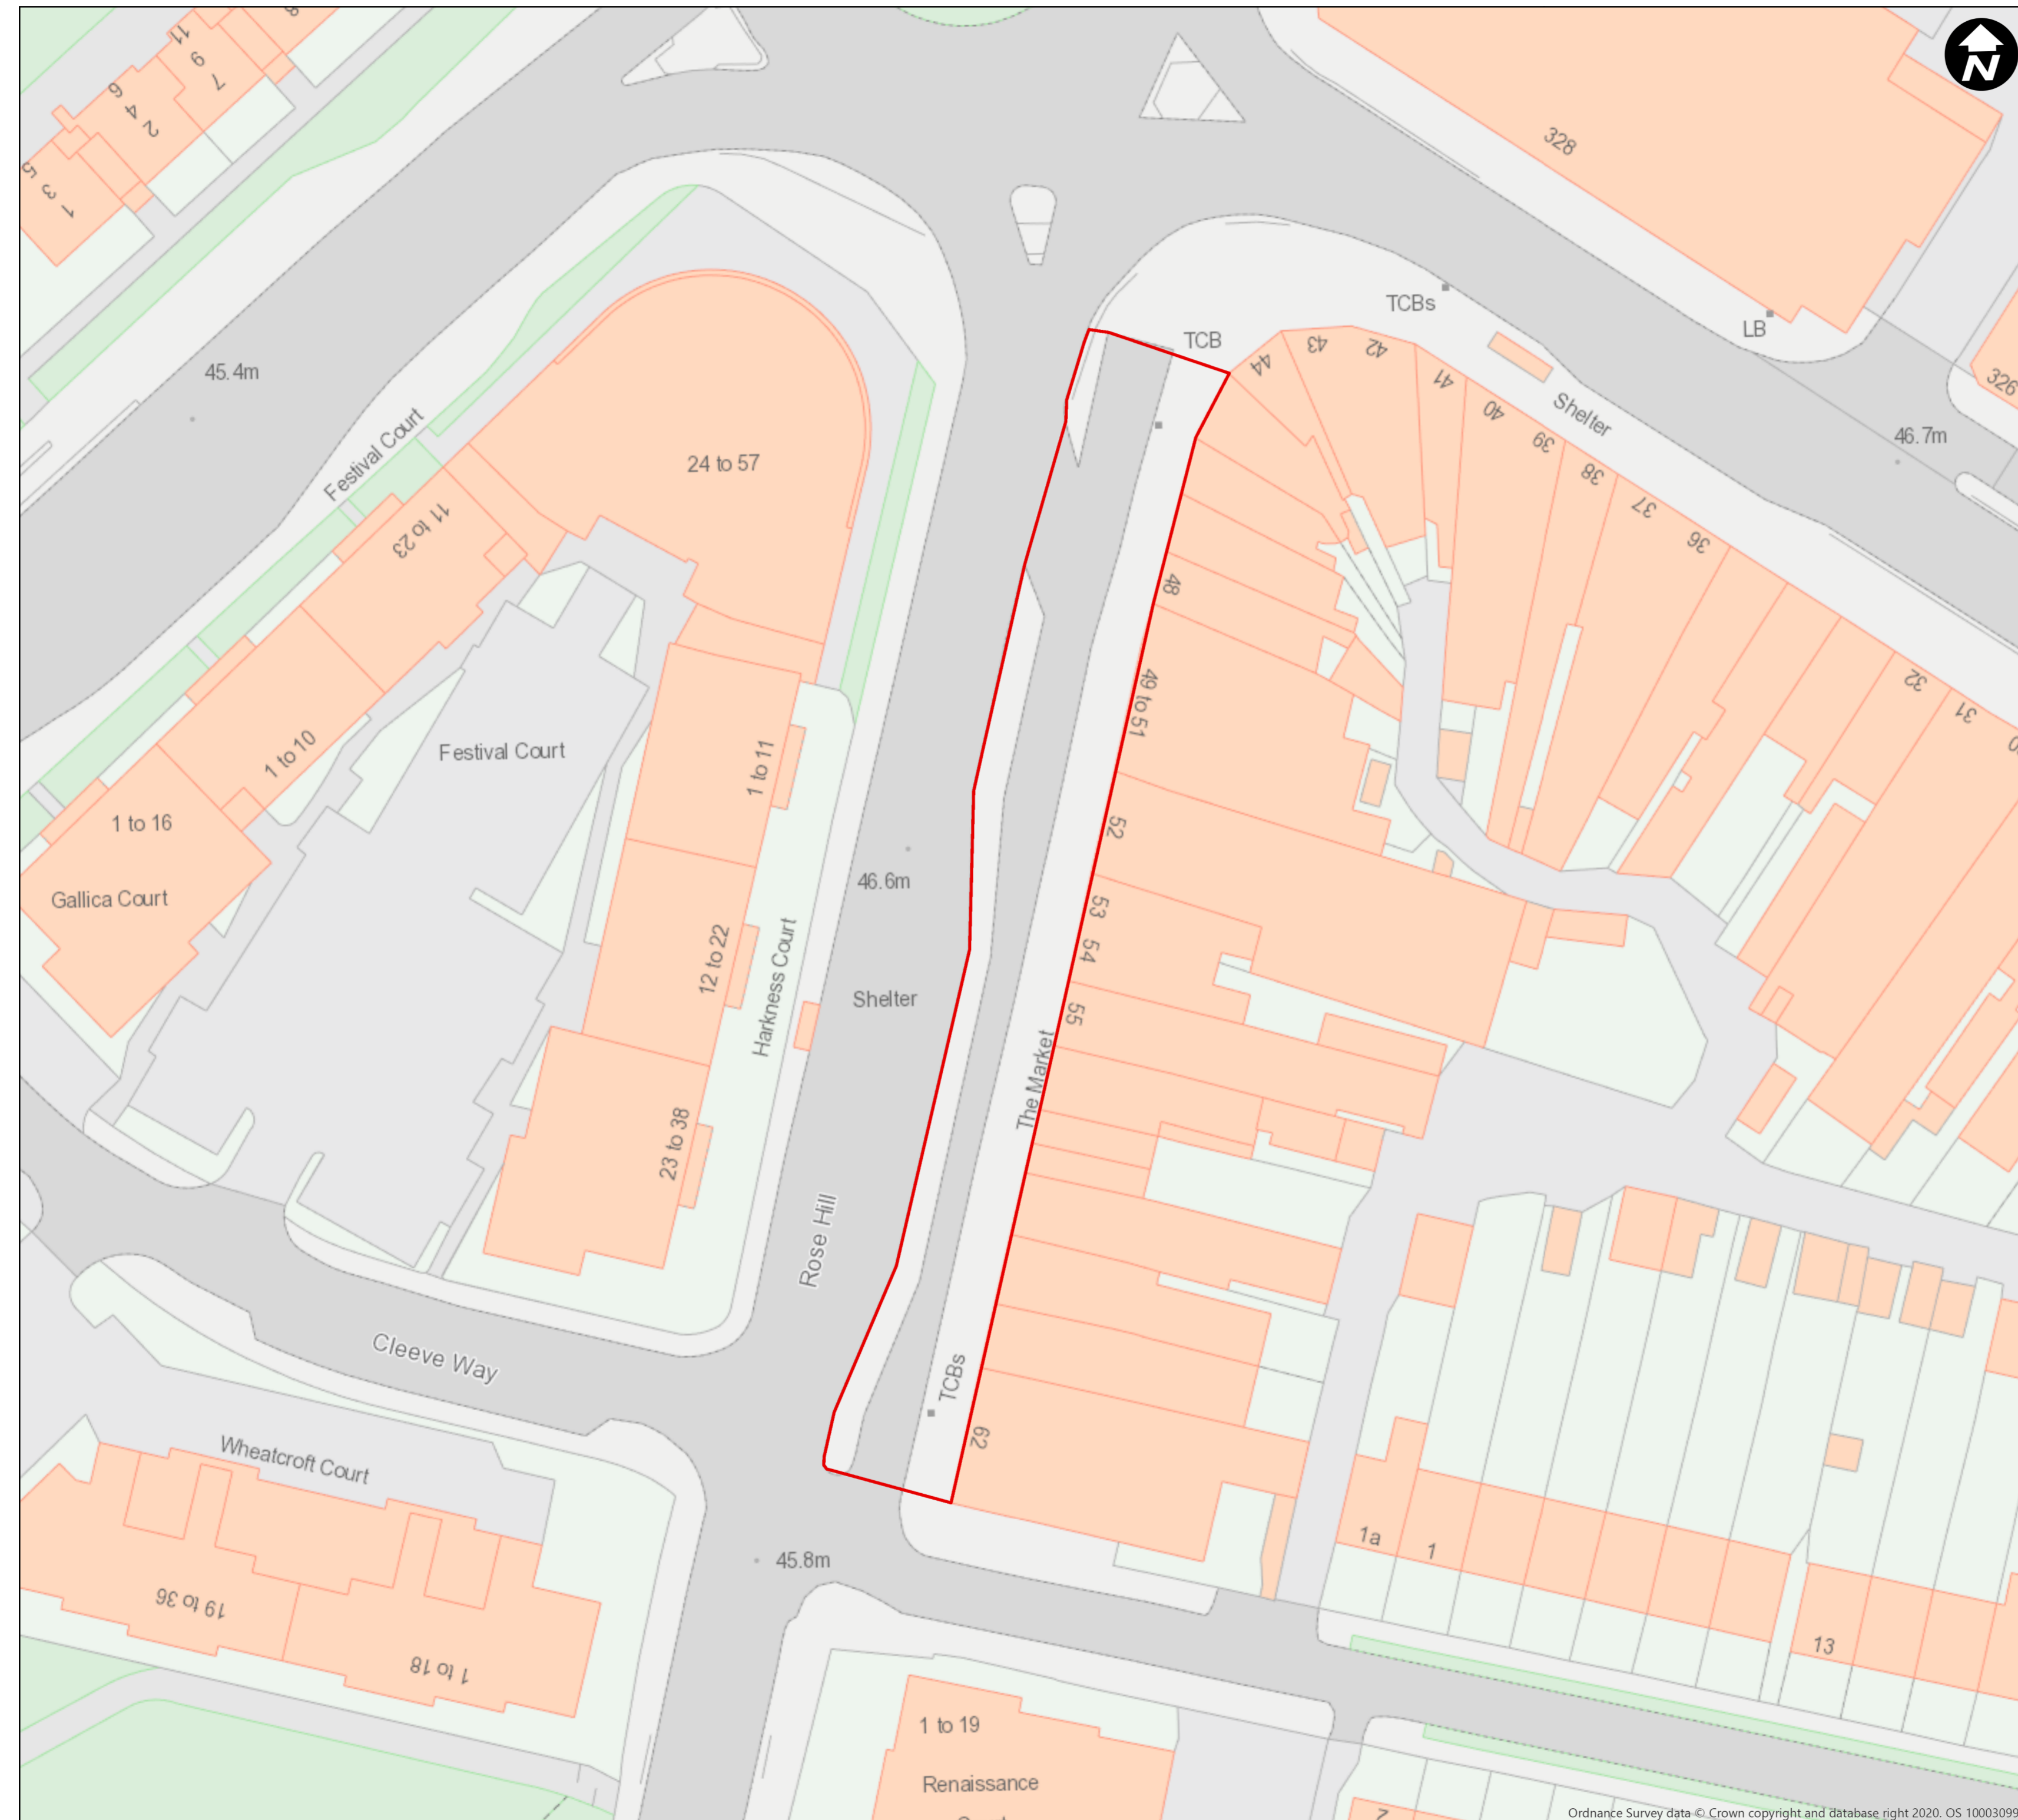 N
8
11
9
7
6
4
2
5
3
1
328
TCBs
LB
TCB
44
43
42
41
40
39
38
37
36
32
31
Shelter
326
46.7m
45.4m
Festival Court
24 to 57
11 to 23
48
49 to 51
Festival Court
1 to 10
1 to 11
1 to 16
Gallica Court
52
46.6m
53
54
55
12 to 22
Harkness Court
Shelter
The Market
23 to 38
Rose Hill
Cleeve Way
TCBs
62
Wheatcroft Court
45.8m
19 to 36
1 to 18
1a
1
13
1 to 19
Renaissance
Ordnance Survey data © Crown copyright and database right 2020. OS 10003099